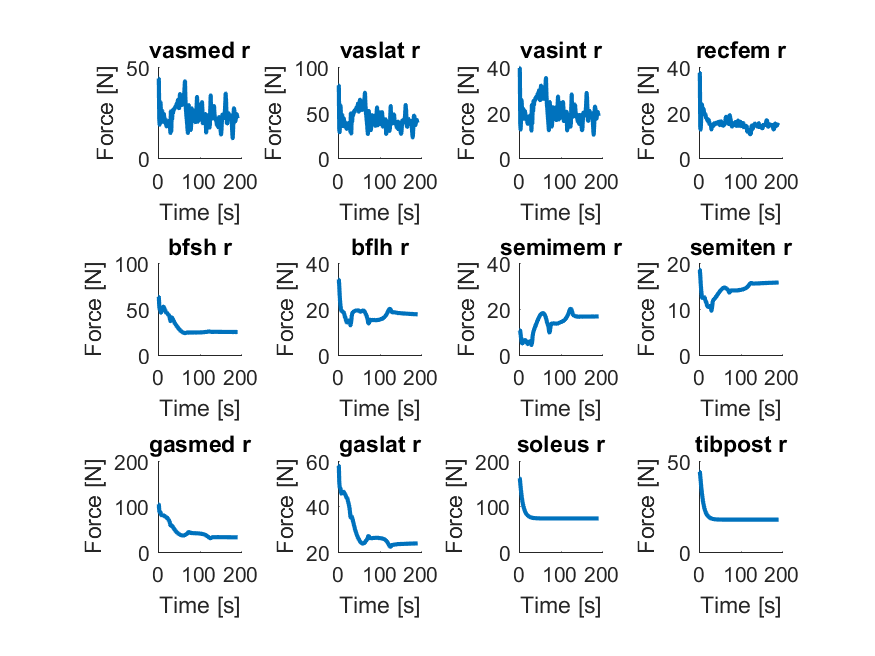 vasmed r
vaslat r
vasint r
recfem r
50
0
Force [N]
0 100 200
Time [s]
100
50
0
Force [N]
0 100 200
Time [s]
40
20
0
Force [N]
0 100 200
Time [s]
40
20
0
Force [N]
0 100 200
Time [s]
bfsh r
bflh r
semimem r
semiten r
100
50
0
Force [N]
0 100 200
Time [s]
40
20
0
Force [N]
0 100 200
Time [s]
40
20
0
Force [N]
0 100 200
Time [s]
20
10
0
Force [N]
0 100 200
Time [s]
gasmed r
gaslat r
soleus r
tibpost r
200
100
0
Force [N]
0 100 200
Time [s]
60
40
20
Force [N]
0 100 200
Time [s]
200
100
0
Force [N]
0 100 200
Time [s]
50
0
Force [N]
0 100 200
Time [s]